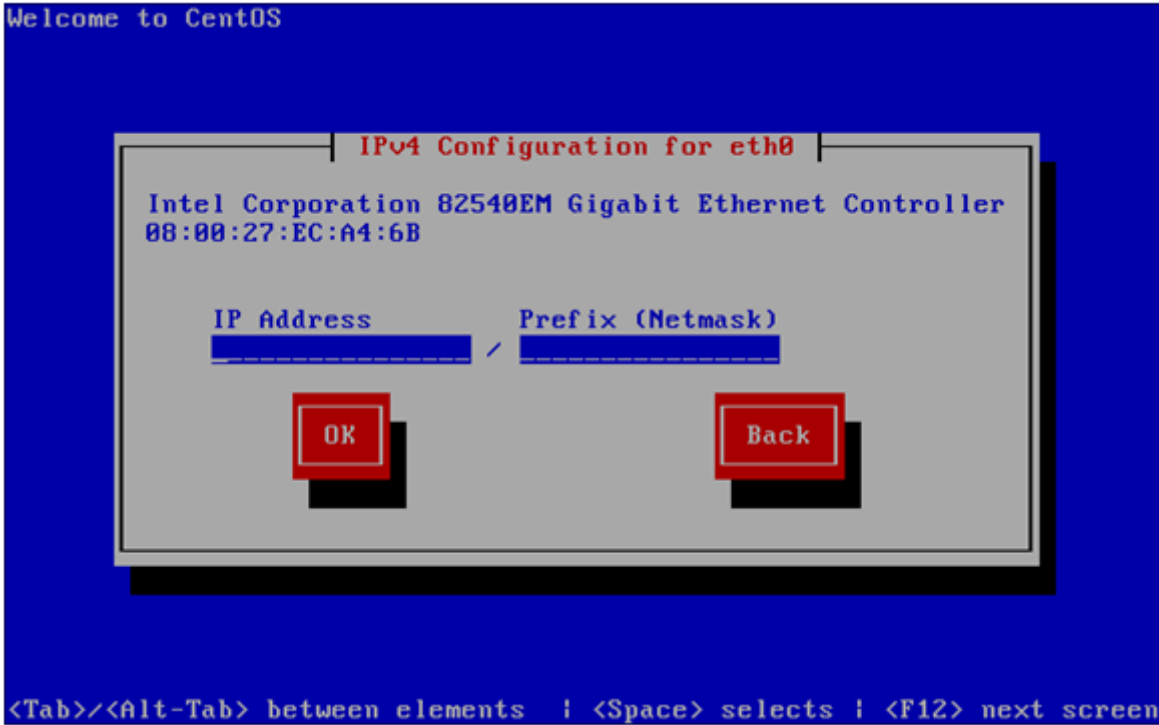 Welcome to CentOS
IPv4 Configuration for eth0
Intel Corporation 82540EM Gigabit Ethernet Controller
08:00:27:EC:A4:6B
IP Address Prefix (Netmask)
/
OK Back
<Tab>/<Alt-Tab> between elements | <Space> selects | <F12> next screen